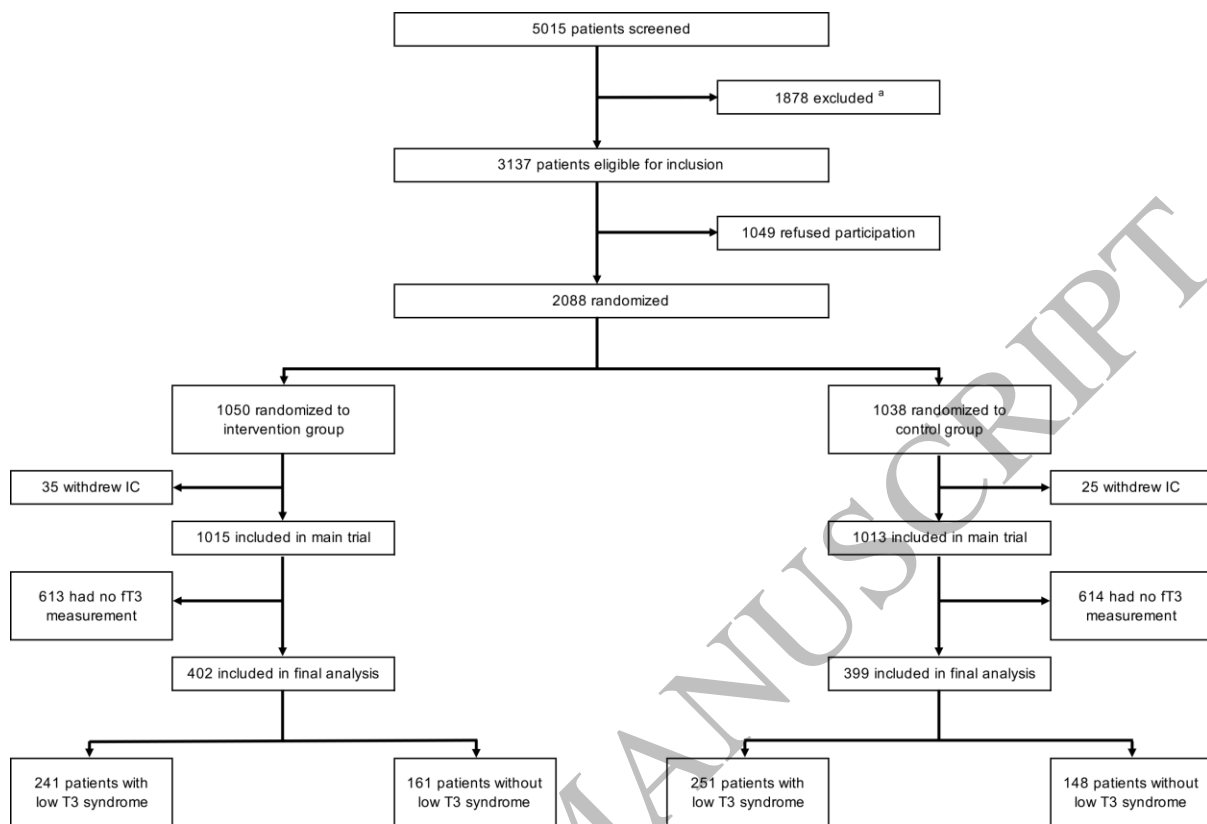 5015 patients screened
1878 excluded a
3137 patients eligible for inclusion
1049 refused participation
2088 randomized
1050 randomized to
intervention group
1038 randomized to
control group
35 withdrew IC
25 withdrew IC
1015 included in main trial
1013 included in main trial
613 had no fT3
measurement
614 had no fT3
measurement
402 included in final analysis
399 included in final analysis
241 patients with
low T3 syndrome
161 patients without
low T3 syndrome
251 patients with
low T3 syndrome
148 patients without
low T3 syndrome
MANUSCRIPT